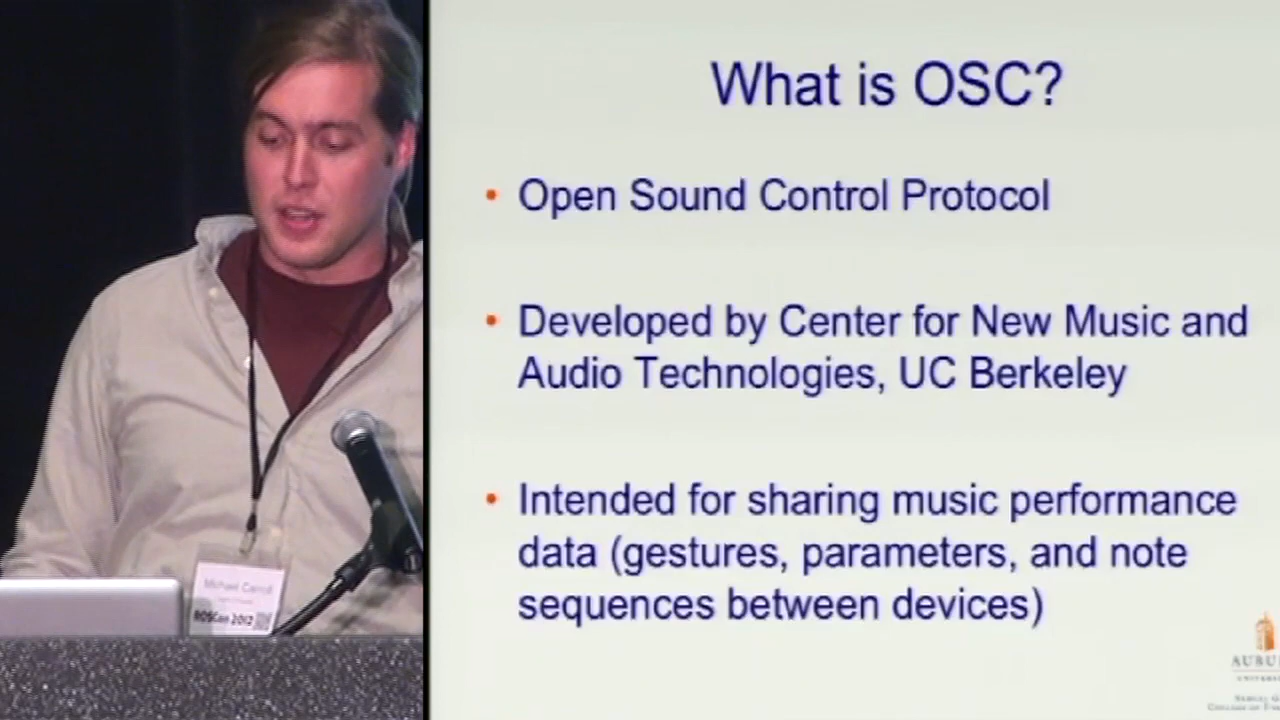 What is OSC?
• Open Sound Control Protocol
• Developed by Center for New Music and
Audio Technologies, UC Berkeley
• Intended for sharing music performance
data (gestures, parameters, and note
sequences between devices)
Michael Carroll
ROSCon 2012